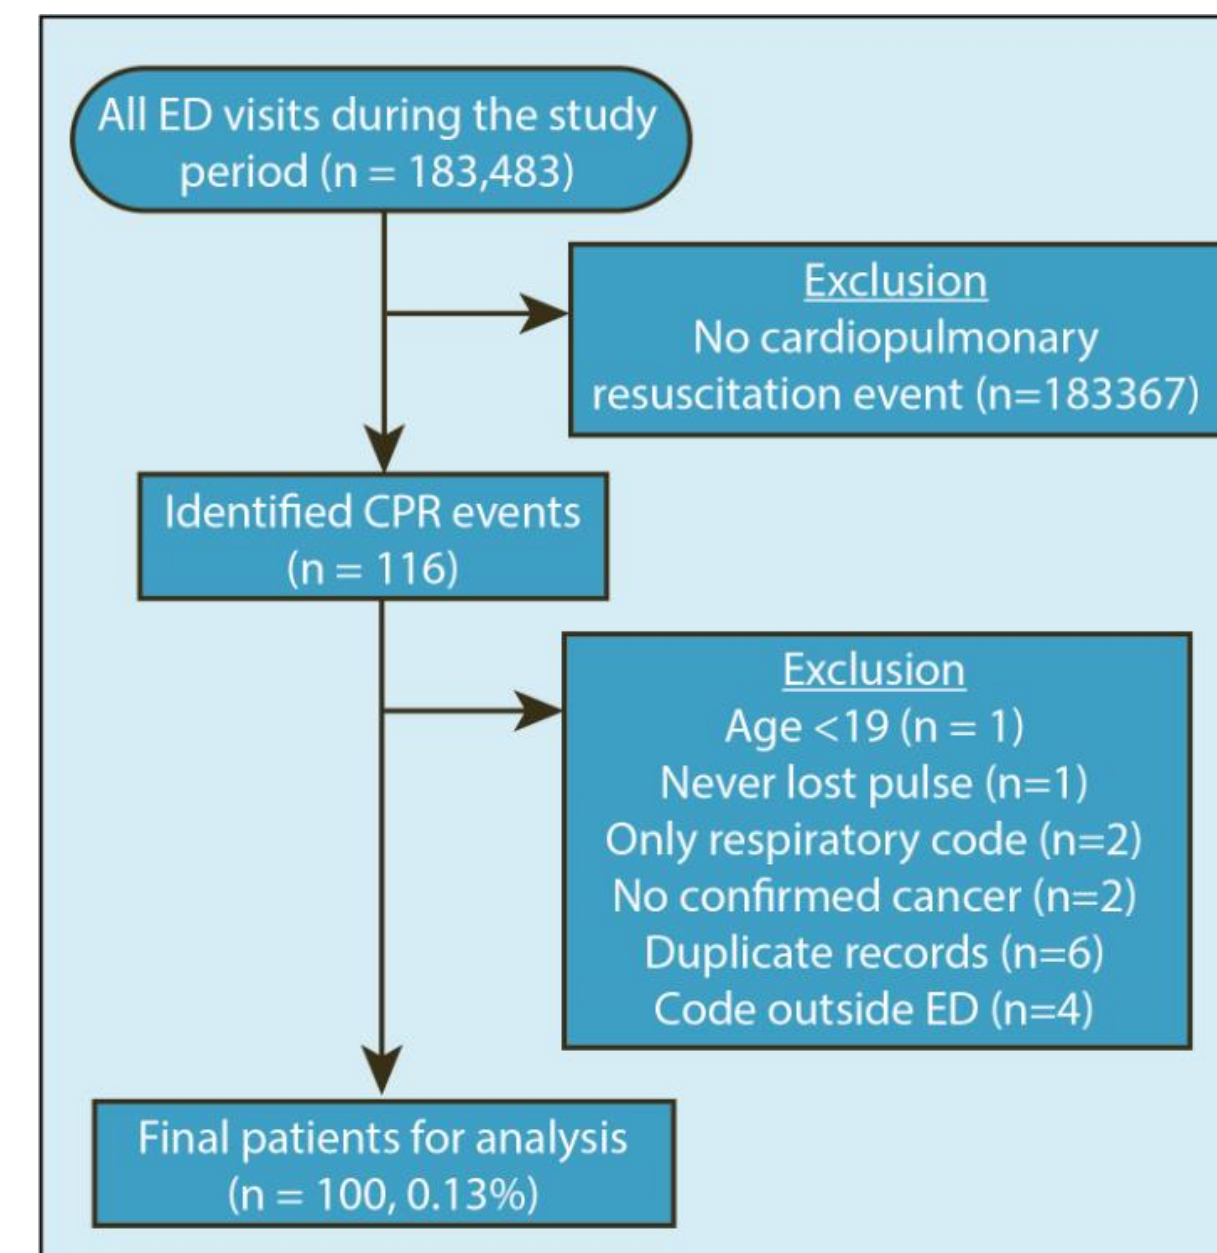 All ED visits during the study
period (n = 183,483)
Exclusion
No cardiopulmonary
resuscitation event (n=183367)
Identified CPR events
(n = 116)
Exclusion
Age <19 (n = 1)
Never lost pulse (n=1)
Only respiratory code (n=2)
No confirmed cancer (n=2)
Duplicate records (n=6)
Code outside ED (n=4)
Final patients for analysis
(n = 100, 0.13%)